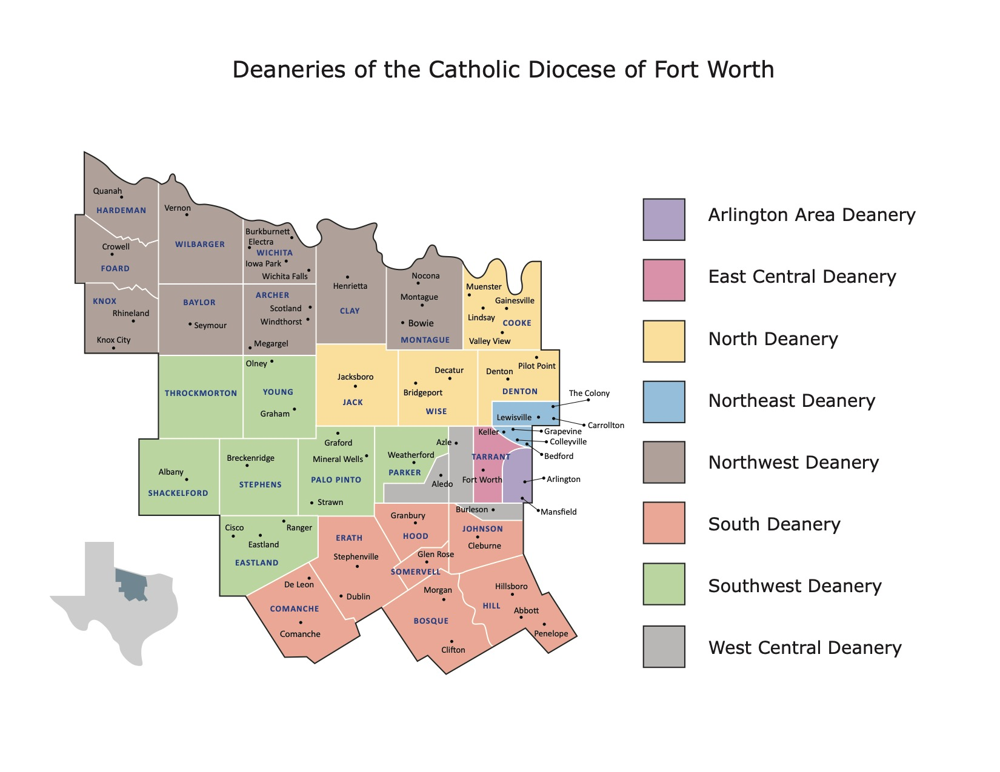 Deaneries of the Catholic Diocese of Fort Worth
Quanah
HARDEMAN
Vernon
WILBARGER
Crowell
FOARD
Burkburnett
Electra
WICHITA
Iowa Park
Wichita Falls
KNOX
Rhineland
Knox City
BAYLOR
Seymour
ARCHER
Scotland
Windthorst
Megargel
Henrietta
CLAY
Nocona
Montague
Bowie
MONTAGUE
Muenster
Gainesville
Lindsay
COOKE
Valley View
THROCKMORTON
Olney
YOUNG
Graham
Jacksboro
JACK
Decatur
Bridgeport
WISE
Pilot Point
Denton
DENTON
The Colony
Lewisville
Carrollton
Keller
Grapevine
Colleyville
Bedford
Albany
SHACKELFORD
Breckenridge
STEPHENS
Graford
Mineral Wells
PALO PINTO
Strawn
Weatherford
PARKER
Azle
Aledo
TARRANT
Fort Worth
Arlington
Mansfield
Cisco
Ranger
Eastland
EASTLAND
ERATH
Stephenville
Dublin
Granbury
HOOD
Burleson
JOHNSON
Cleburne
Glen Rose
SOMERVELL
De Leon
COMANCHE
Comanche
Morgan
BOSQUE
Clifton
Hillsboro
HILL
Abbott
Penelope
Arlington Area Deanery
East Central Deanery
North Deanery
Northeast Deanery
Northwest Deanery
South Deanery
Southwest Deanery
West Central Deanery